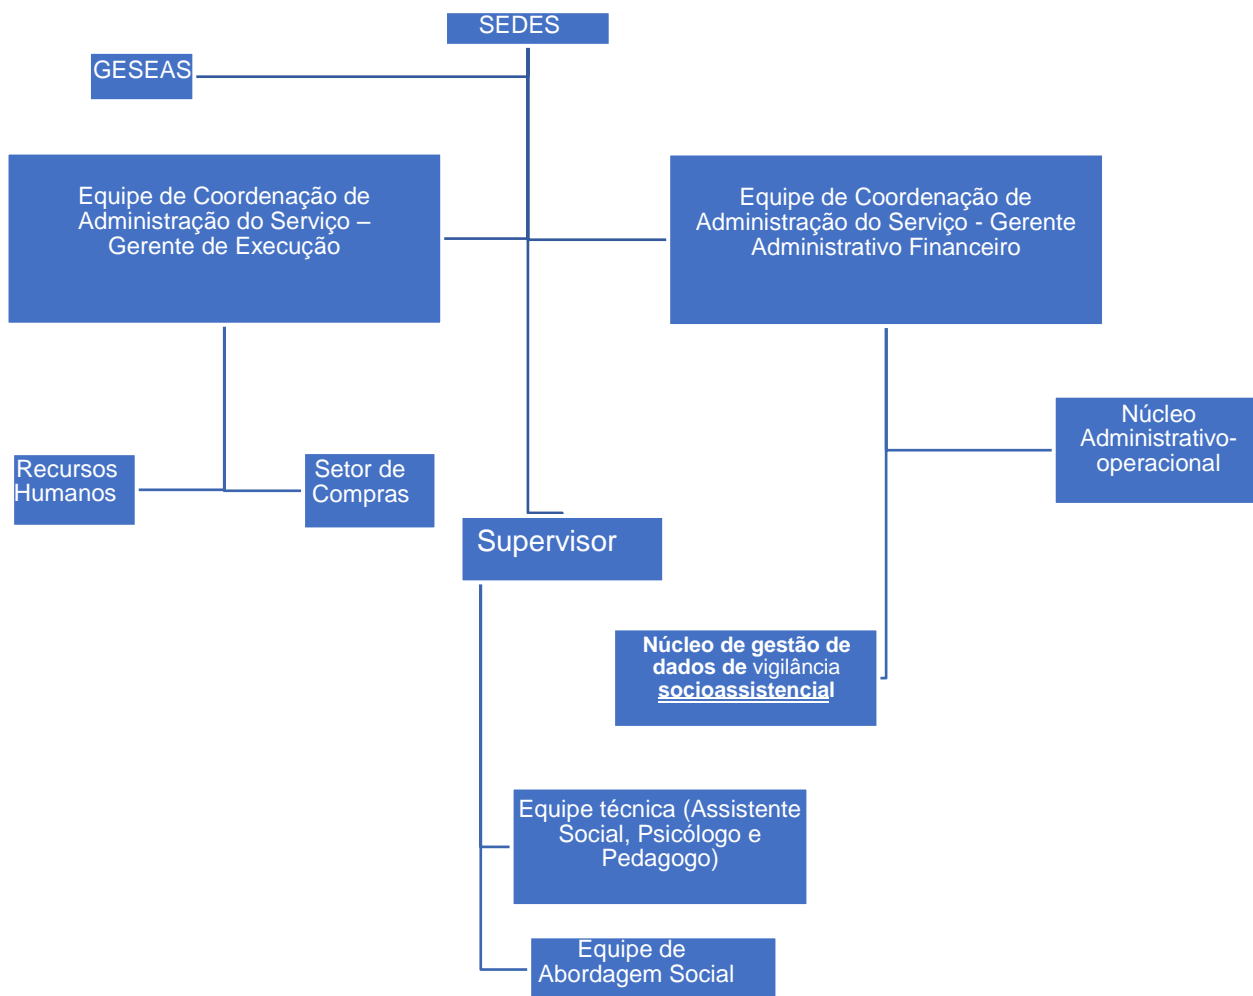 SEDES
GESEAS
Equipe de Coordenação de
Administração do Serviço –
Gerente de Execução
Equipe de Coordenação de
Administração do Serviço - Gerente
Administrativo Financeiro
Núcleo
Administrativo-
operacional
Recursos
Humanos
Setor de
Compras
Supervisor
Núcleo de gestão de
dados de vigilância
socioassistencial
Equipe técnica (Assistente
Social, Psicólogo e
Pedagogo)
Equipe de
Abordagem Social